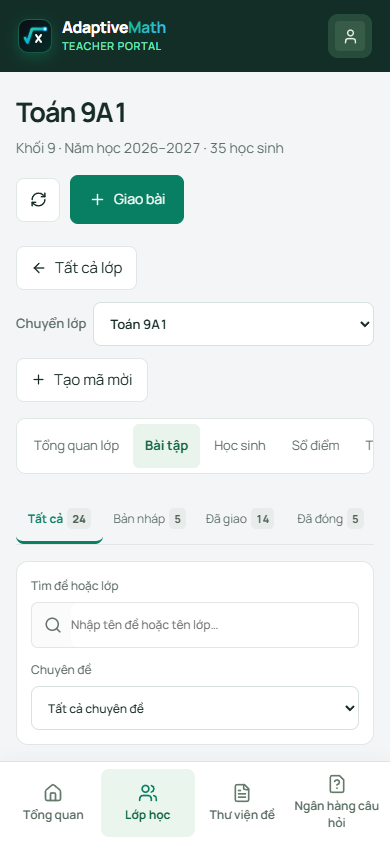 AdaptiveMath
TEACHER PORTAL
Toán 9A1
Khối 9 · Năm học 2026–2027 · 35 học sinh
+ Giao bài
← Tất cả lớp
Chuyển lớp Toán 9A1
+ Tạo mã mời
Tổng quan lớp Bài tập Học sinh Sổ điểm T
Tất cả 24 Bản nháp 5 Đã giao 14 Đã đóng 5
Tìm đề hoặc lớp
Nhập tên đề hoặc tên lớp...
Chuyên đề
Tất cả chuyên đề
Tổng quan Lớp học Thư viện đề Ngân hàng câu
hỏi